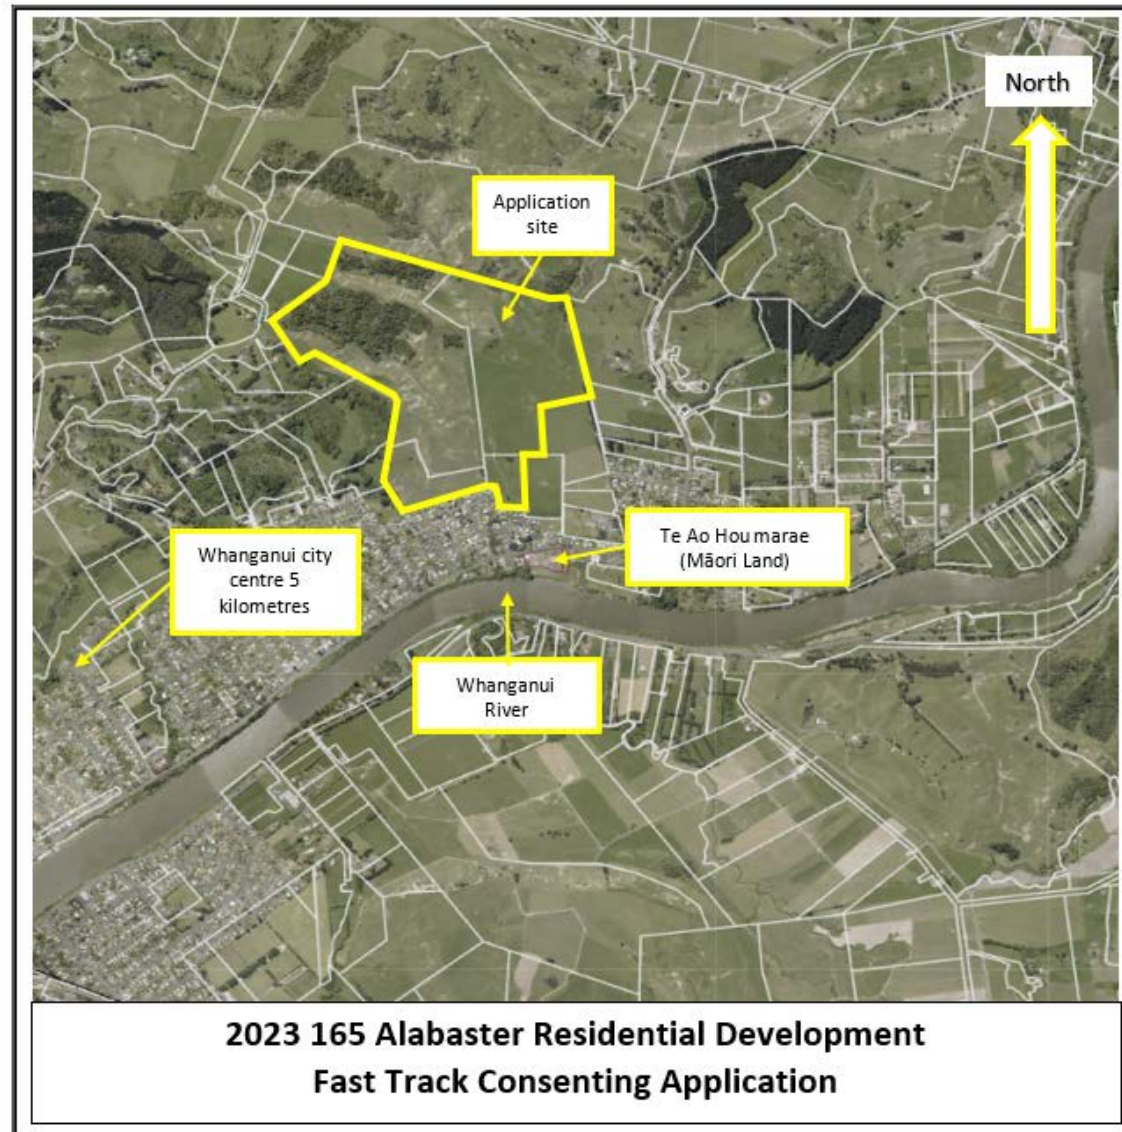 North
Application
site
Te Ao Hou marae
(Māori Land)
Whanganui city
centre 5
kilometres
Whanganui
River
2023 165 Alabaster Residential Development
Fast Track Consenting Application